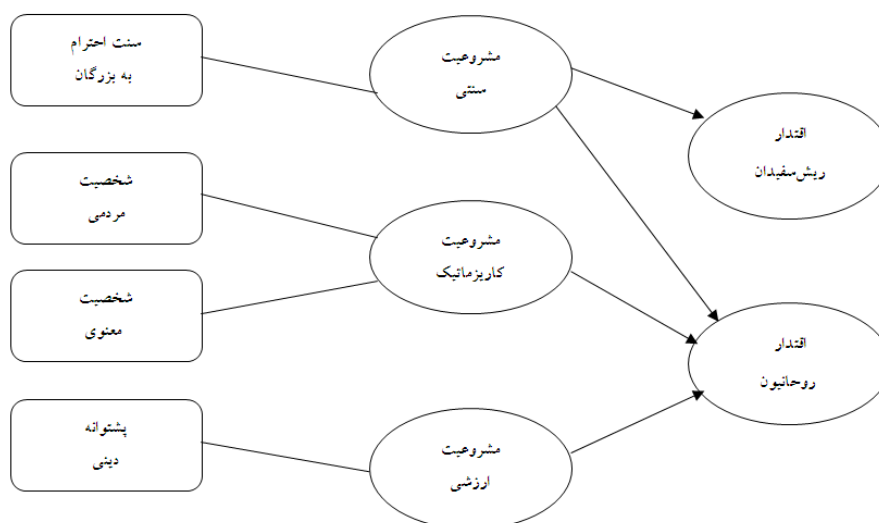 سنت احترام
به بزرگان
مشروعیت
سنتی
اقتدار
ریش‌سفیدان
شخصیت
مردمی
مشروعیت
کاریزماتیک
شخصیت
معنوی
اقتدار
روحانیون
پشتوانه
دینی
مشروعیت
ارزشی